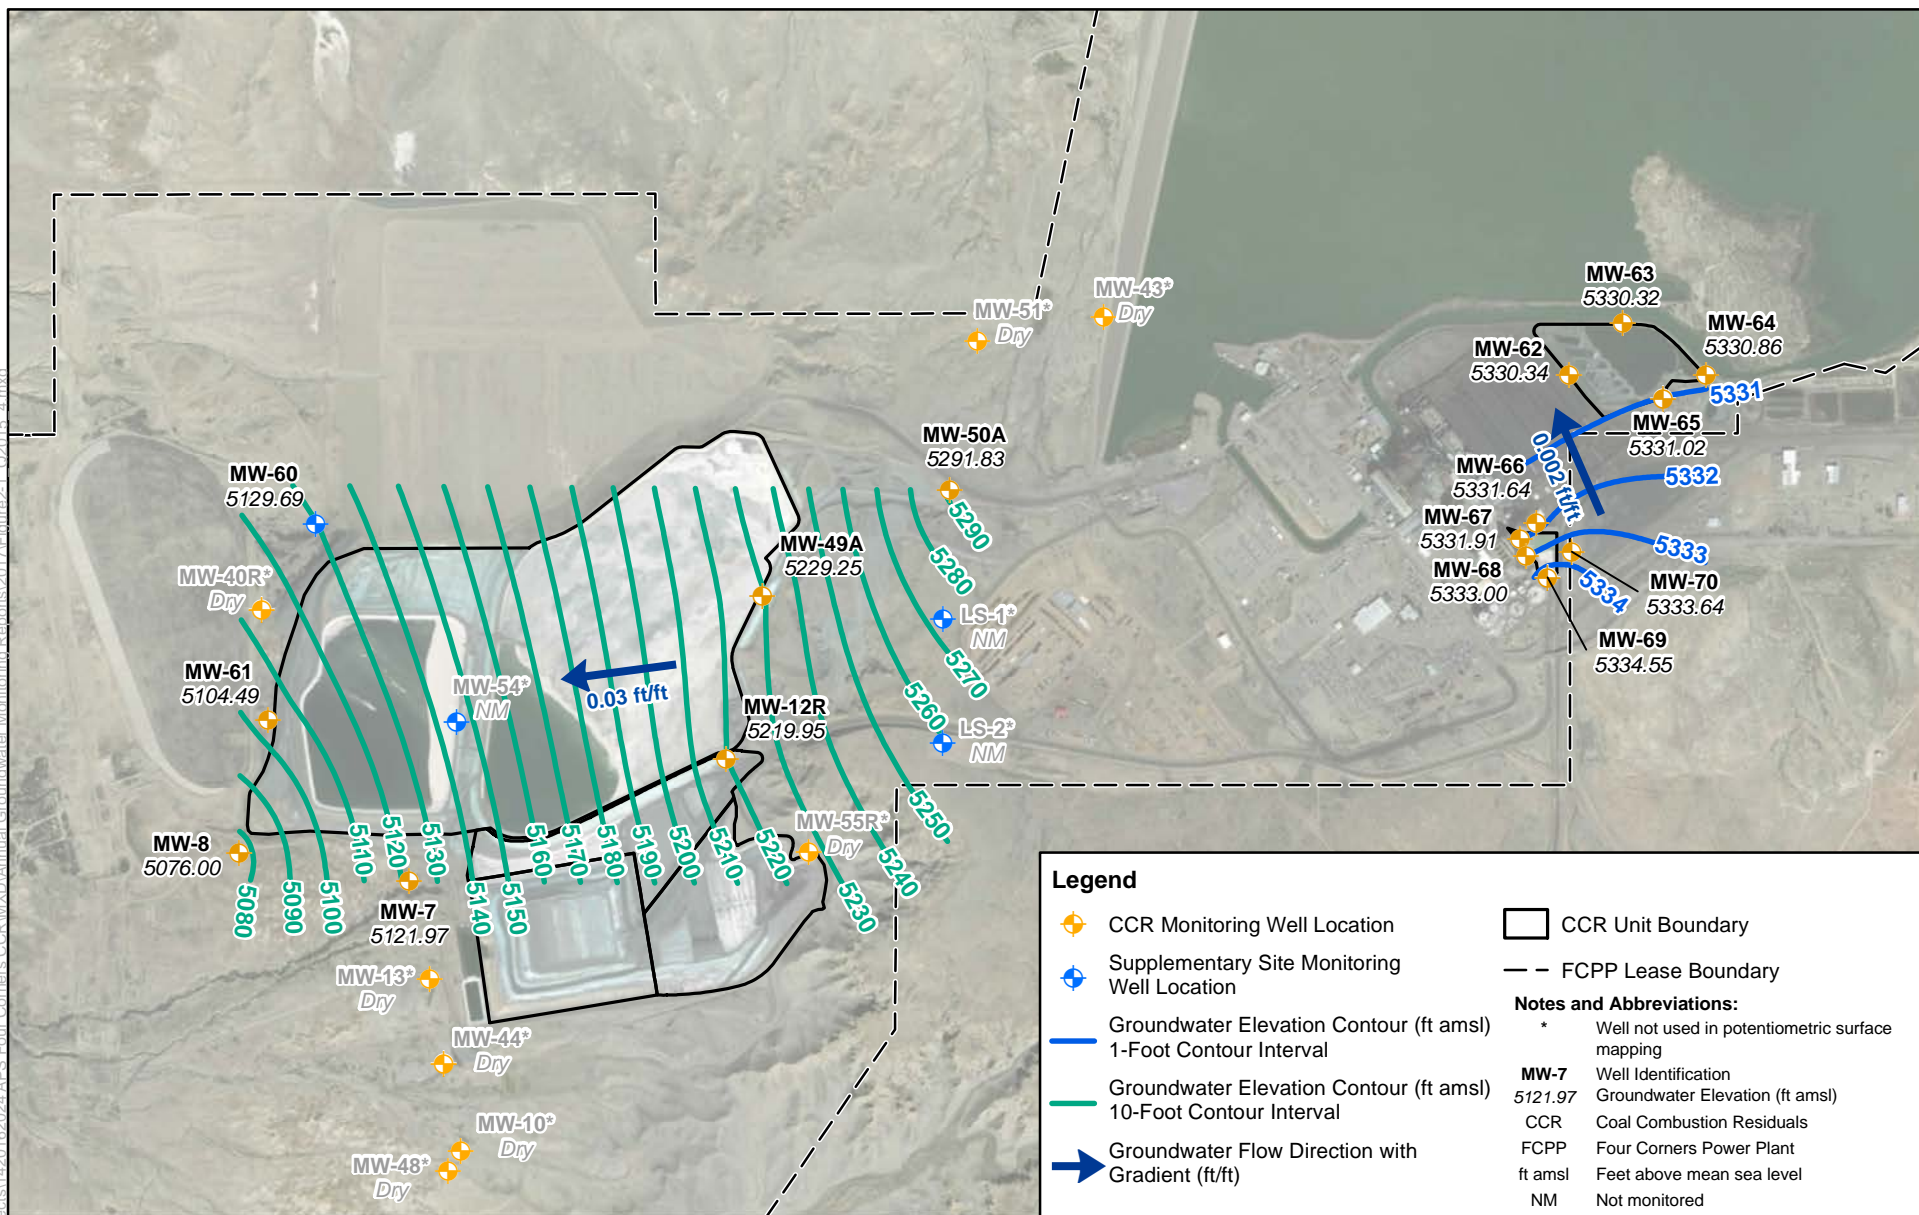 MW-63
5330.32
MW-64
5330.86
MW-62
5330.34
5331
MW-65
5331.02
MW-43*
Dry
MW-51*
Dry
0.002 ft/ft
MW-66
5331.64
5332
MW-67
5331.91
5333
MW-68
5333.00
5334
MW-70
5333.64
MW-69
5334.55
MW-50A
5291.83
MW-60
5129.69
5290
MW-49A
5229.25
5280
MW-40R*
Dry
LS-1*
NM
5270
MW-61
5104.49
MW-54*
NM
0.03 ft/ft
MW-12R
5219.95
5260
LS-2*
NM
5250
MW-55R*
Dry
MW-8
5076.00
5080
5090
5100
5110
5120
5130
5140
5150
5160
5170
5180
5190
5200
5210
5220
5230
5240
MW-7
5121.97
MW-13*
Dry
MW-44*
Dry
MW-10*
Dry
MW-48*
Dry
Legend
CCR Monitoring Well Location
Supplementary Site Monitoring
Well Location
Groundwater Elevation Contour (ft amsl)
1-Foot Contour Interval
Groundwater Elevation Contour (ft amsl)
10-Foot Contour Interval
Groundwater Flow Direction with
Gradient (ft/ft)
CCR Unit Boundary
FCPP Lease Boundary
Notes and Abbreviations:
* Well not used in potentiometric surface
mapping
MW-7 Well Identification
5121.97 Groundwater Elevation (ft amsl)
CCR Coal Combustion Residuals
FCPP Four Corners Power Plant
ft amsl Feet above mean sea level
NM Not monitored